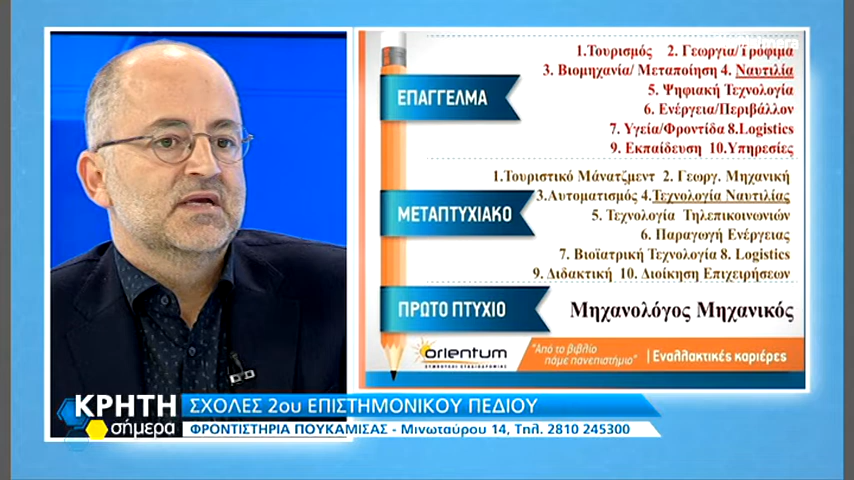 1.Τουρισμός 2. Γεωργια/Τρόφιμα
3. Βιομηχανία/ Μεταποίηση 4. Ναυτιλία
5. Ψηφιακή Τεχνολογία
6. Ενέργεια/Περιβάλλον
7. Υγεία/Φροντίδα 8.Logistics
9. Εκπαίδευση 10.Υπηρεσίες
ΕΠΑΓΓΕΛΜΑ
1.Τουριστικό Μάνατζμεντ 2. Γεωργ. Μηχανική
3.Αυτοματισμός 4.Τεχνολογία Ναυτιλίας
5. Τεχνολογία Τηλεπικοινωνιών
6. Παραγωγή Ενέργειας
7. Βιοϊατρική Τεχνολογία 8. Logistics
9. Διδακτική 10. Διοίκηση Επιχειρήσεων
ΜΕΤΑΠΤΥΧΙΑΚΟ
ΠΡΩΤΟ ΠΤΥΧΙΟ
Μηχανολόγος Μηχανικός
orientum
ΣΥΜΒΟΥΛΟΙ ΣΤΑΔΙΟΔΡΟΜΙΑΣ
"Από το βιβλίο
πάμε πανεπιστήμιο"
| Εναλλακτικές καριέρες
ΚΡΗΤΗ
σήμερα
ΣΧΟΛΕΣ 2ου ΕΠΙΣΤΗΜΟΝΙΚΟΥ ΠΕΔΙΟΥ
ΦΡΟΝΤΙΣΤΗΡΙΑ ΠΟΥΚΑΜΙΣΑΣ - Μινωταύρου 14, Τηλ. 2810 245300